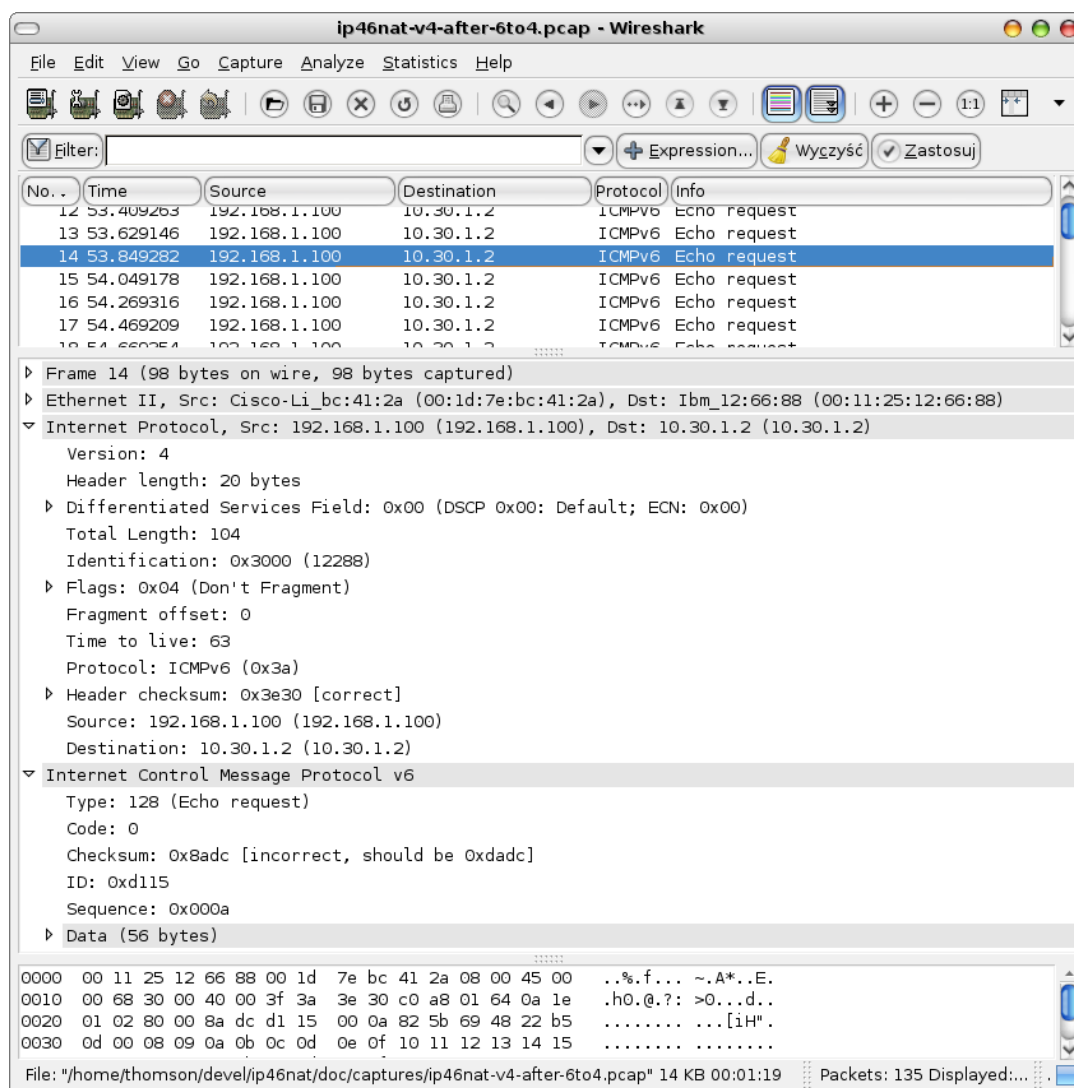 ip46nat-v4-after-6to4.pcap - Wireshark
File Edit View Go Capture Analyze Statistics Help
Filter: Expression... Wyczyść Zastosuj
No. . Time Source Destination Protocol Info
12 53.409263 192.168.1.100 10.30.1.2 ICMPv6 Echo request
13 53.629146 192.168.1.100 10.30.1.2 ICMPv6 Echo request
14 53.849282 192.168.1.100 10.30.1.2 ICMPv6 Echo request
15 54.049178 192.168.1.100 10.30.1.2 ICMPv6 Echo request
16 54.269316 192.168.1.100 10.30.1.2 ICMPv6 Echo request
17 54.469209 192.168.1.100 10.30.1.2 ICMPv6 Echo request
Frame 14 (98 bytes on wire, 98 bytes captured)
Ethernet II, Src: Cisco-Li_bc:41:2a (00:1d:7e:bc:41:2a), Dst: Ibm_12:66:88 (00:11:25:12:66:88)
Internet Protocol, Src: 192.168.1.100 (192.168.1.100), Dst: 10.30.1.2 (10.30.1.2)
Version: 4
Header length: 20 bytes
Differentiated Services Field: 0x00 (DSCP 0x00: Default; ECN: 0x00)
Total Length: 104
Identification: 0x3000 (12288)
Flags: 0x04 (Don't Fragment)
Fragment offset: 0
Time to live: 63
Protocol: ICMPv6 (0x3a)
Header checksum: 0x3e30 [correct]
Source: 192.168.1.100 (192.168.1.100)
Destination: 10.30.1.2 (10.30.1.2)
Internet Control Message Protocol v6
Type: 128 (Echo request)
Code: 0
Checksum: 0x8adc [incorrect, should be 0xdadc]
ID: 0xd115
Sequence: 0x000a
Data (56 bytes)
0000 00 11 25 12 66 88 00 1d 7e bc 41 2a 08 00 45 00 ..%.f... ~.A*..E.
0010 00 68 30 00 40 00 3f 3a 3e 30 c0 a8 01 64 0a 1e .h0.@.?: >0...d..
0020 01 02 80 00 8a dc d1 15 00 0a 82 5b 69 48 22 b5 ........ ...[iH".
0030 0d 00 08 09 0a 0b 0c 0d 0e 0f 10 11 12 13 14 15 ........ ........
File: "/home/thomson/devel/ip46nat/doc/captures/ip46nat-v4-after-6to4.pcap" 14 KB 00:01:19 Packets: 135 Displayed:...